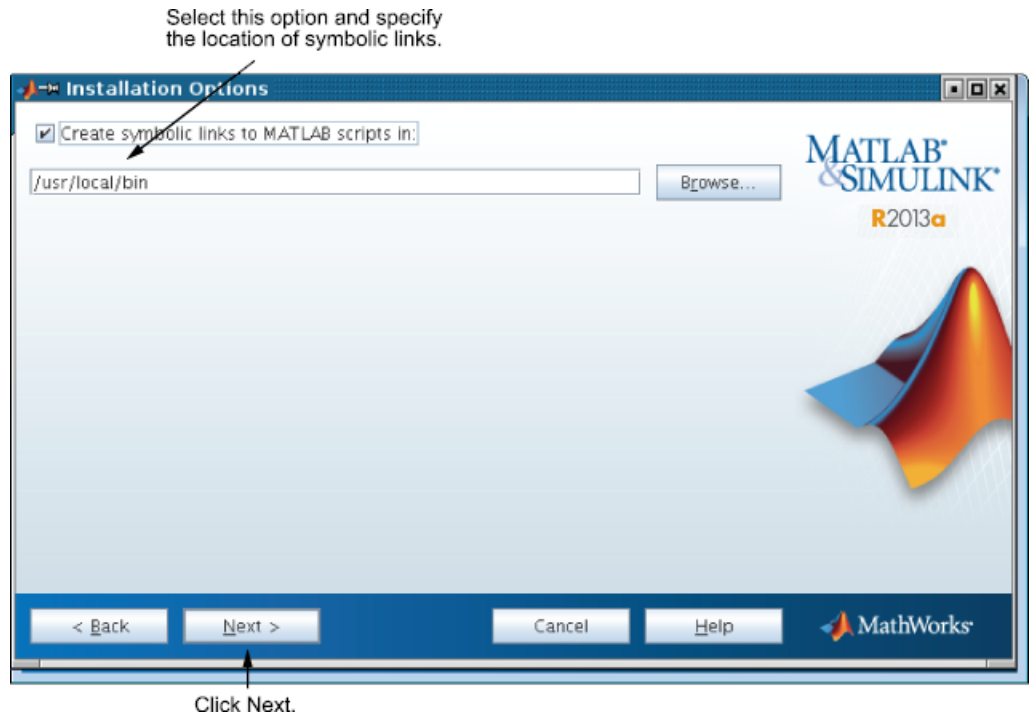 Select this option and specify
the location of symbolic links.
Installation Options
Create symbolic links to MATLAB scripts in:
/usr/local/bin
Browse...
MATLAB®
&SIMULINK®
R2013a
< Back
Next >
Cancel
Help
MathWorks®
Click Next.